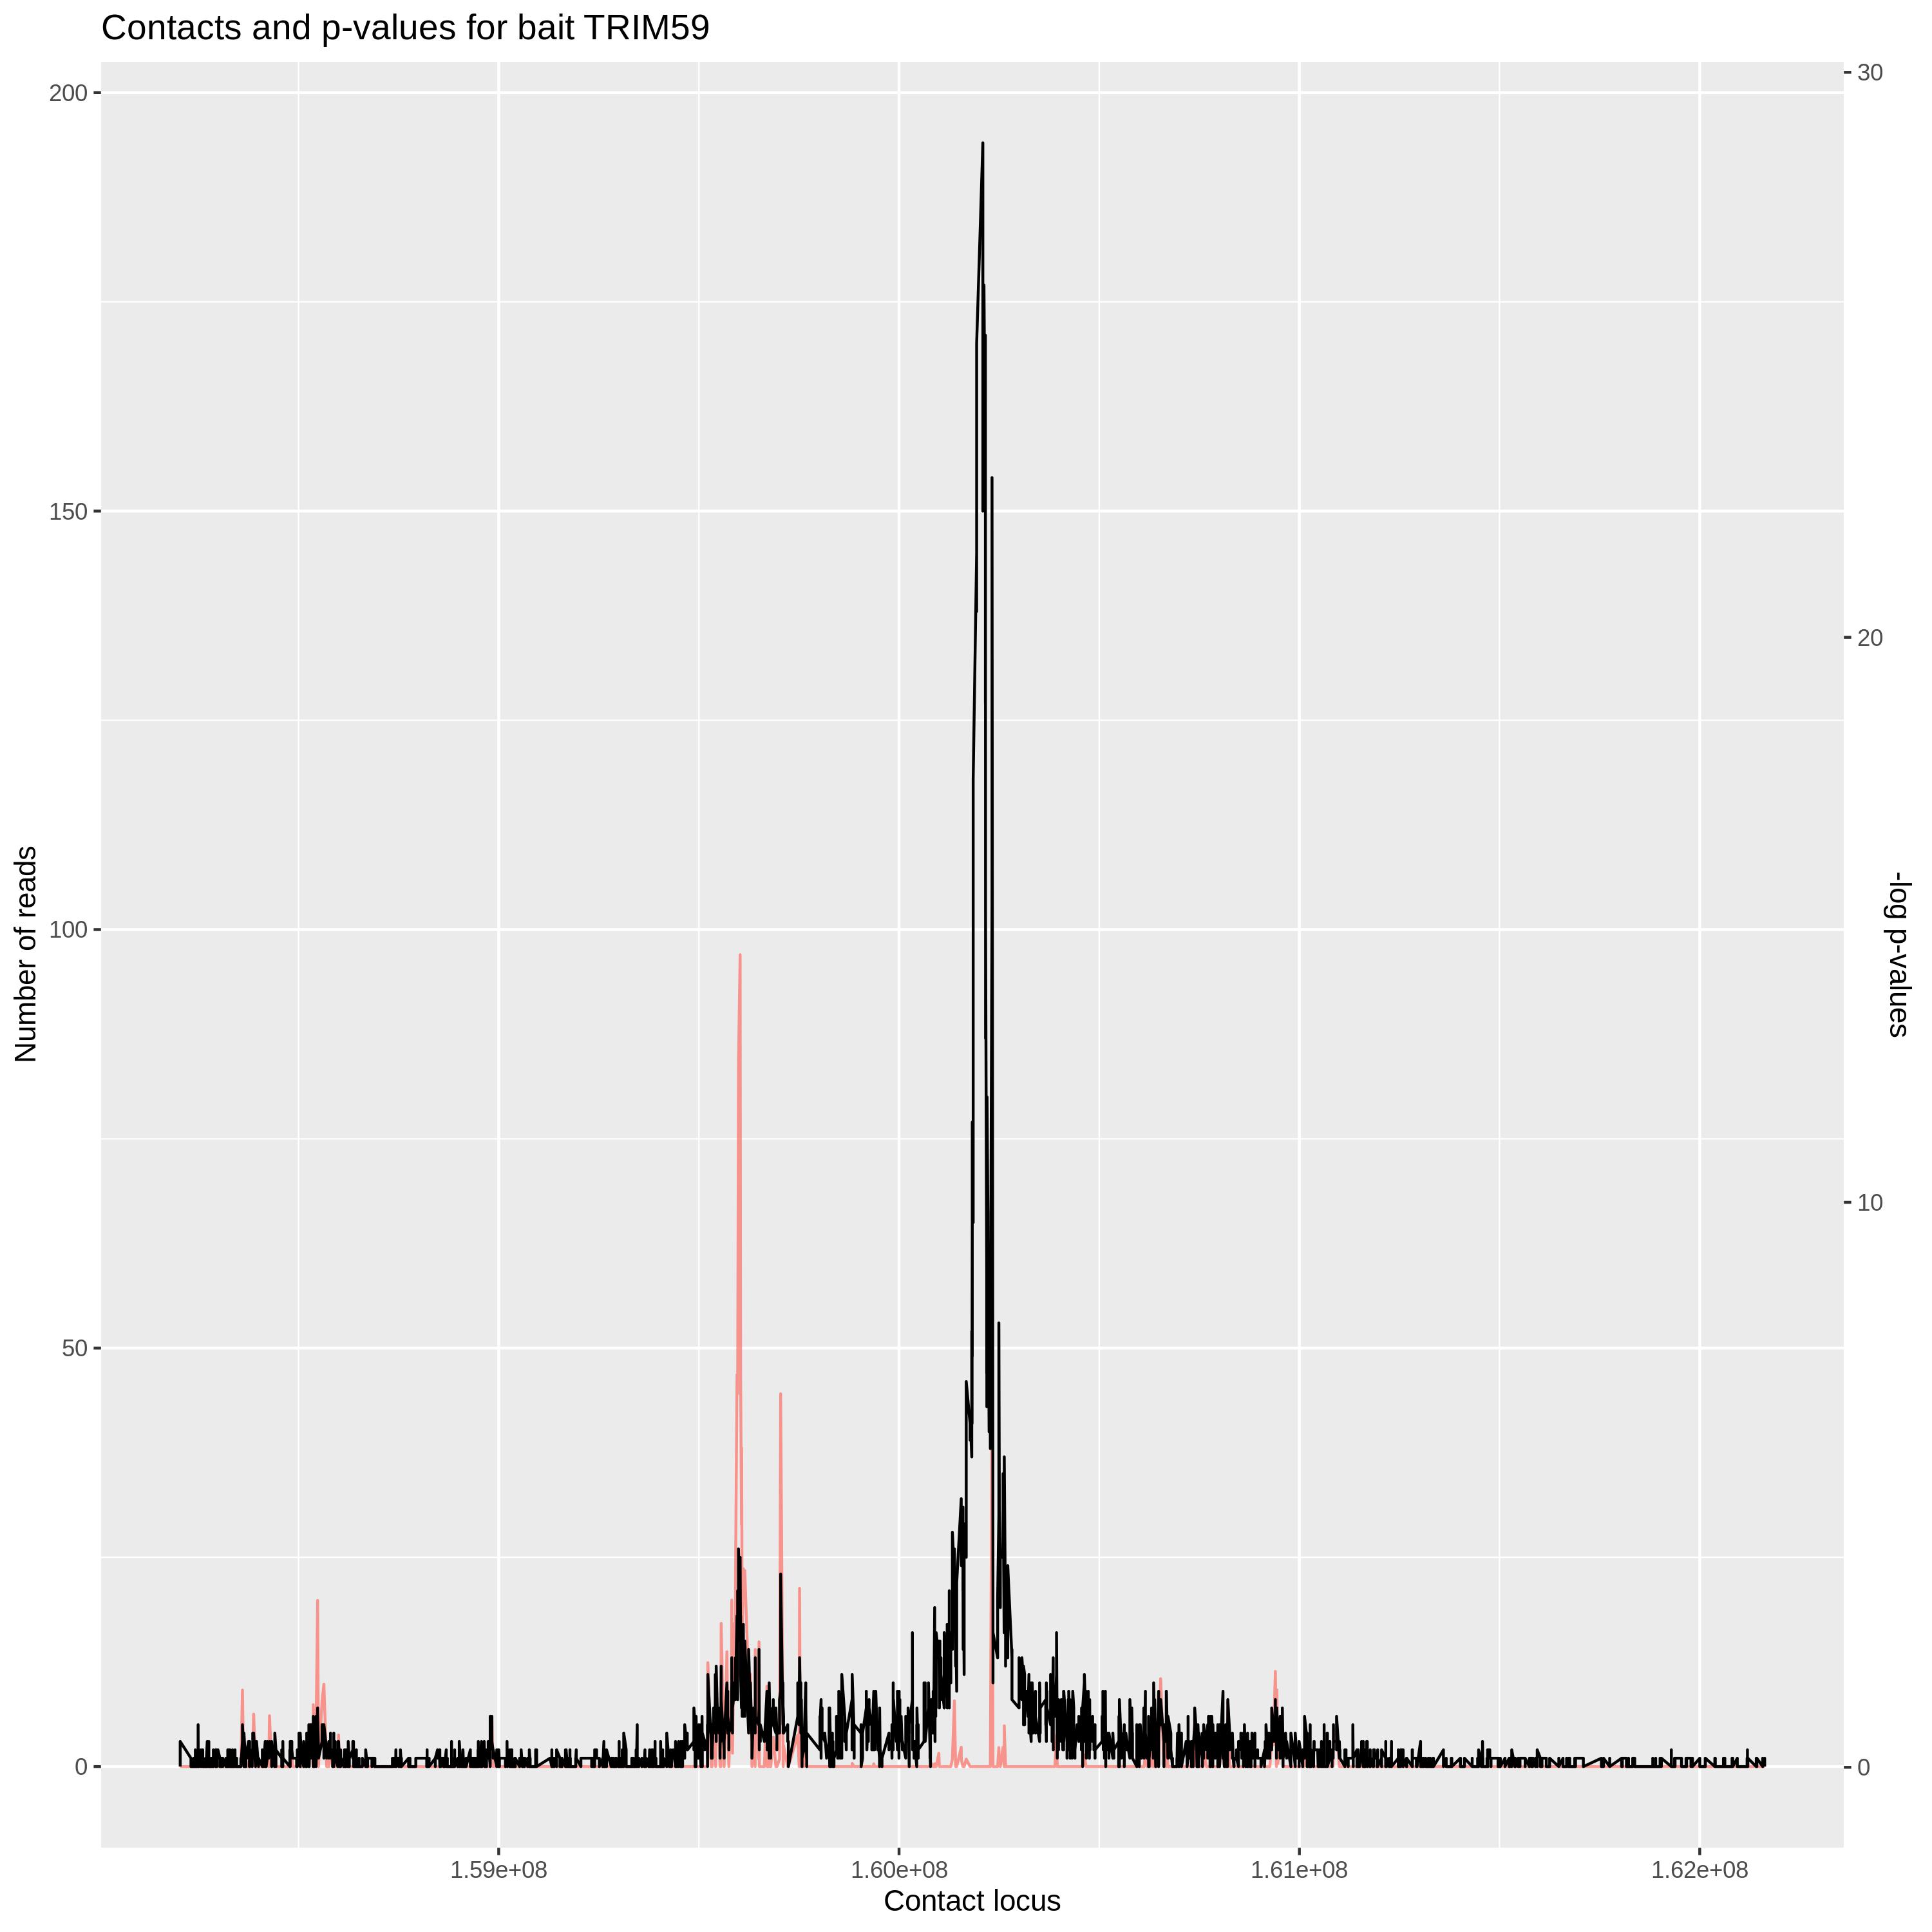 Contacts and p-values for bait TRIM59
200
150
100
50
0
Number of reads
30
20
10
0
-log p-values
1.59e+08
1.60e+08
1.61e+08
1.62e+08
Contact locus